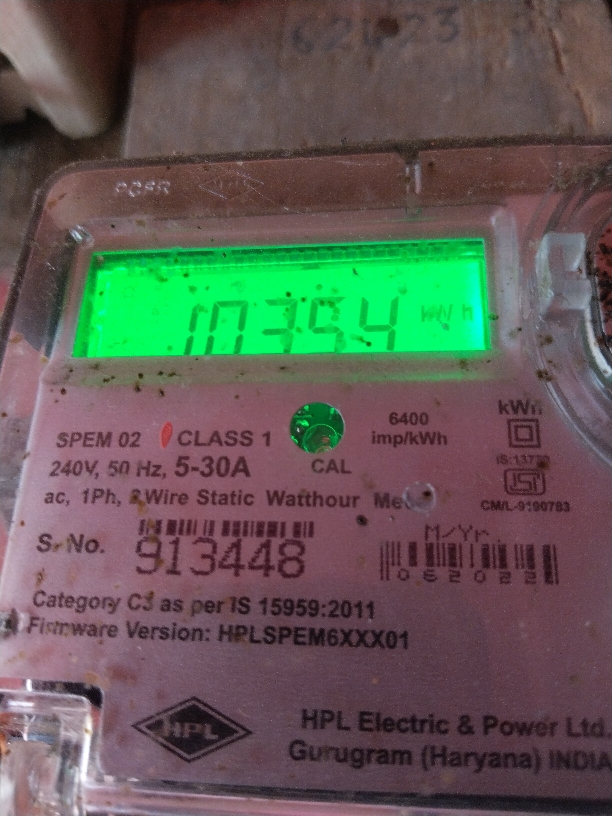 62423
10354 kWh
SPEM 02 CLASS 1
6400
imp/kWh
kWh
240V, 50 Hz, 5-30A
CAL
ac, 1Ph, 2 Wire Static Watthour Meter
CM/L-9190783
M/Yr.
S. No.
913448
062022
Category C3 as per IS 15959:2011
Firmware Version: HPLSPEM6XXX01
HPL
HPL Electric & Power Ltd.
Gurugram (Haryana) INDIA